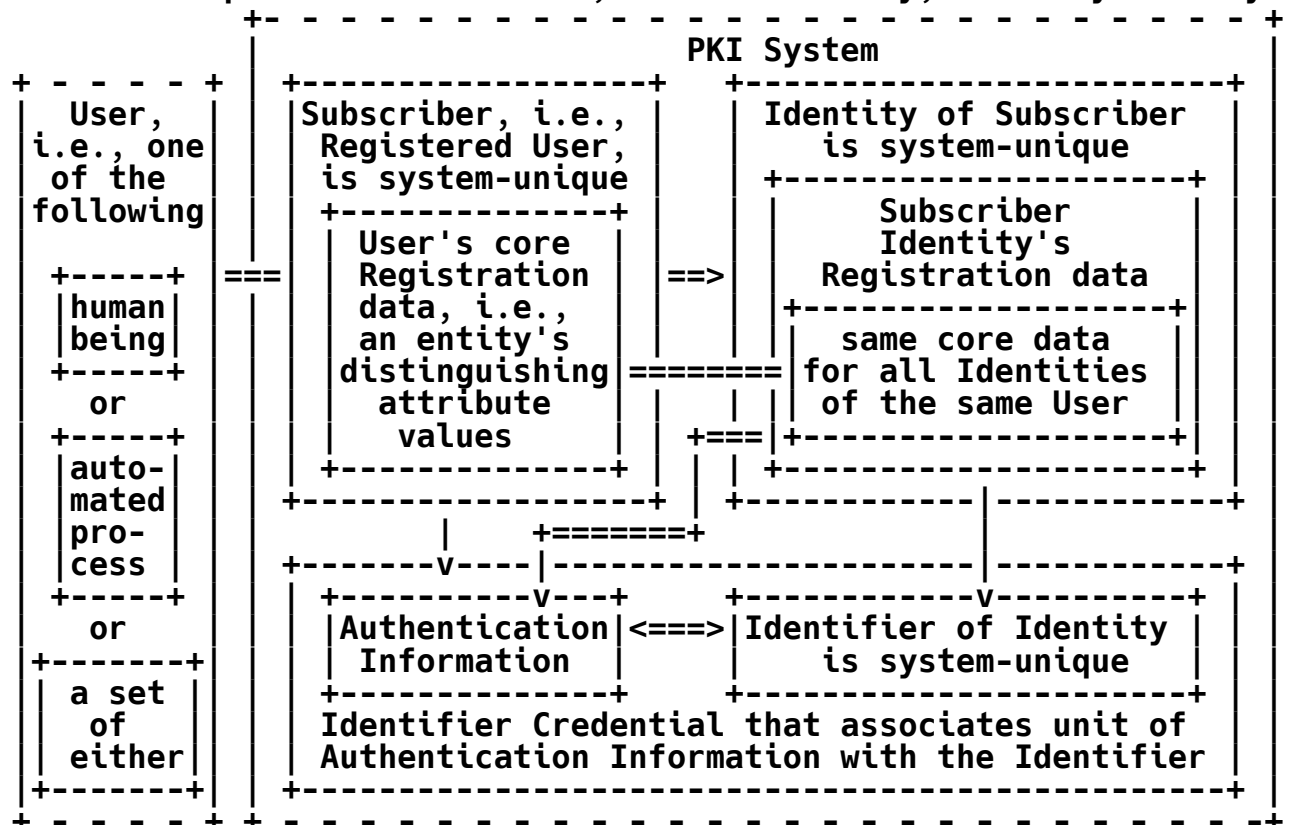 PKI System
User,
i.e., one
of the
following
human
being
or
auto-
mated
pro-
cess
or
a set
of
either
Subscriber, i.e.,
Registered User,
is system-unique
User's core
Registration
data, i.e.,
an entity's
distinguishing
attribute
values
Identity of Subscriber
is system-unique
Subscriber
Identity's
Registration data
same core data
for all Identities
of the same User
Authentication
Information
Identifier of Identity
is system-unique
Identifier Credential that associates unit of
Authentication Information with the Identifier